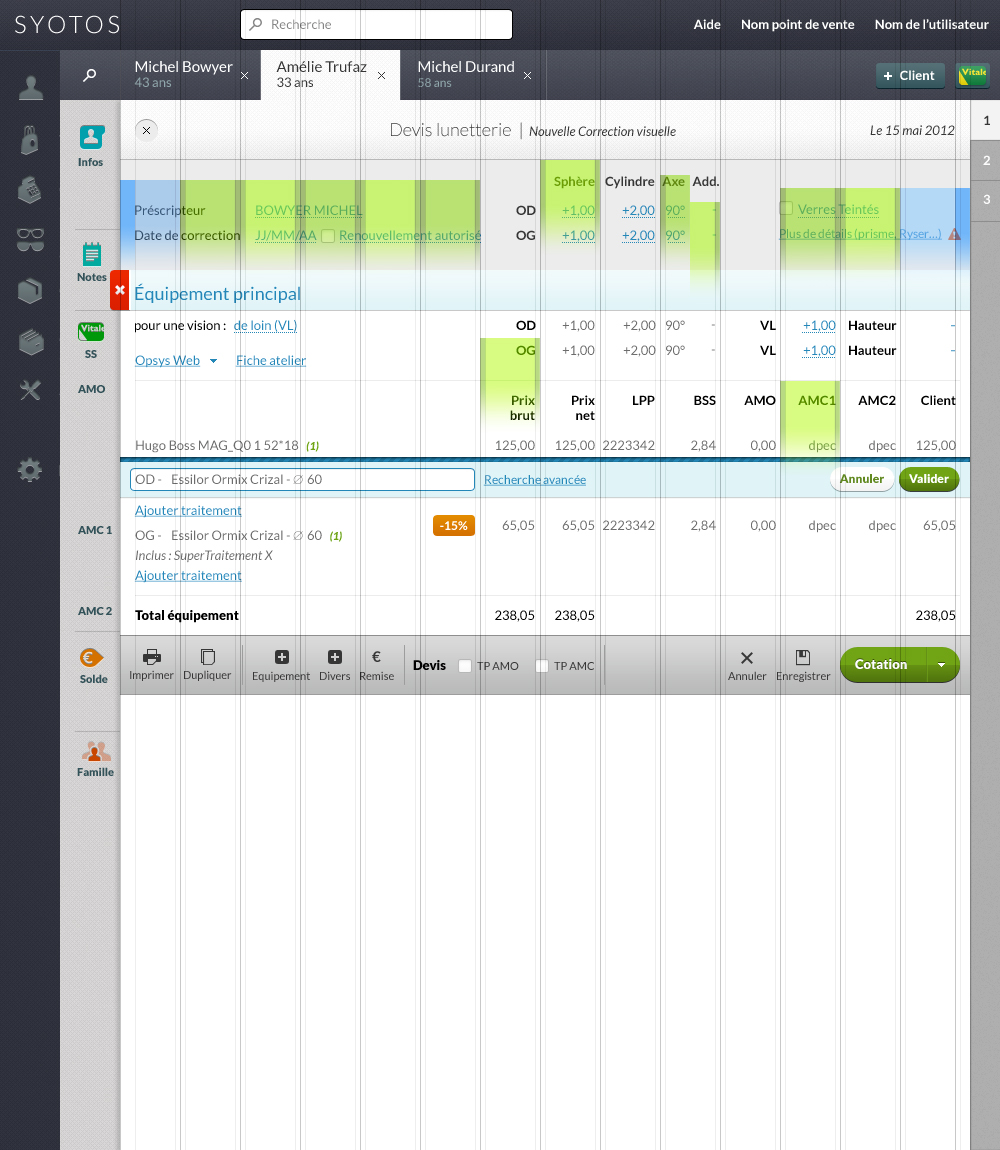 SYOTOS
Recherche
Aide Nom point de vente Nom de l'utilisateur
Michel Bowyer
43 ans
Amélie Trufaz
33 ans
Michel Durand
58 ans
+ Client
Vitale
Infos
Notes
Vitale
SS
AMO
AMC 1
AMC 2
Solde
Famille
Devis lunetterie | Nouvelle Correction visuelle
Le 15 mai 2012
1
2
3
Sphère Cylindre Axe Add.
Préscripteur BOWYER MICHEL OD +1,00 +2,00 90° - Verres Teintés
Date de correction JJ/MM/AA Renouvellement autorisé OG +1,00 +2,00 90° - Plus de détails (prisme, Ryser...)
Équipement principal
pour une vision : de loin (VL) OD +1,00 +2,00 90° - VL +1,00 Hauteur -
OG +1,00 +2,00 90° - VL +1,00 Hauteur -
Opsys Web Fiche atelier
Prix brut Prix net LPP BSS AMO AMC1 AMC2 Client
Hugo Boss MAG_Q0 1 52*18 (1) 125,00 125,00 2223342 2,84 0,00 dpec dpec 125,00
OD - Essilor Ormix Crizal - ∅ 60 Recherche avancée Annuler Valider
Ajouter traitement
OG - Essilor Ormix Crizal - ∅ 60 (1) -15% 65,05 65,05 2223342 2,84 0,00 dpec dpec 65,05
Inclus : SuperTraitement X
Ajouter traitement
Total équipement 238,05 238,05 238,05
Imprimer Dupliquer Equipement Divers € Remise Devis TP AMO TP AMC Annuler Enregistrer Cotation